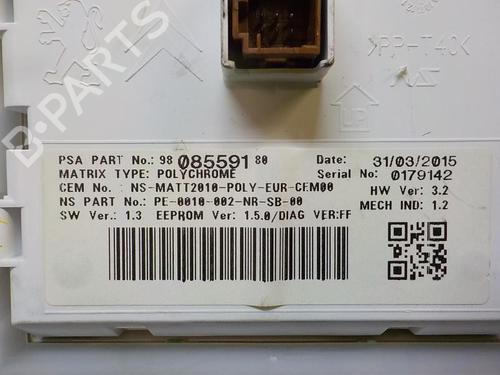 >PP-T40<
UP
PSA PART No.: 98 085591 80 Date: 31/03/2015
MATRIX TYPE: POLYCHROME Serial No: 0179142
CEM No. : NS-MATT2010-POLY-EUR-CEM00 HW Ver: 3.2
NS PART No.: PE-0010-002-NR-SB-00 MECH IND: 1.2
SW Ver.: 1.3 EEPROM Ver: 1.5.0/DIAG VER:FF